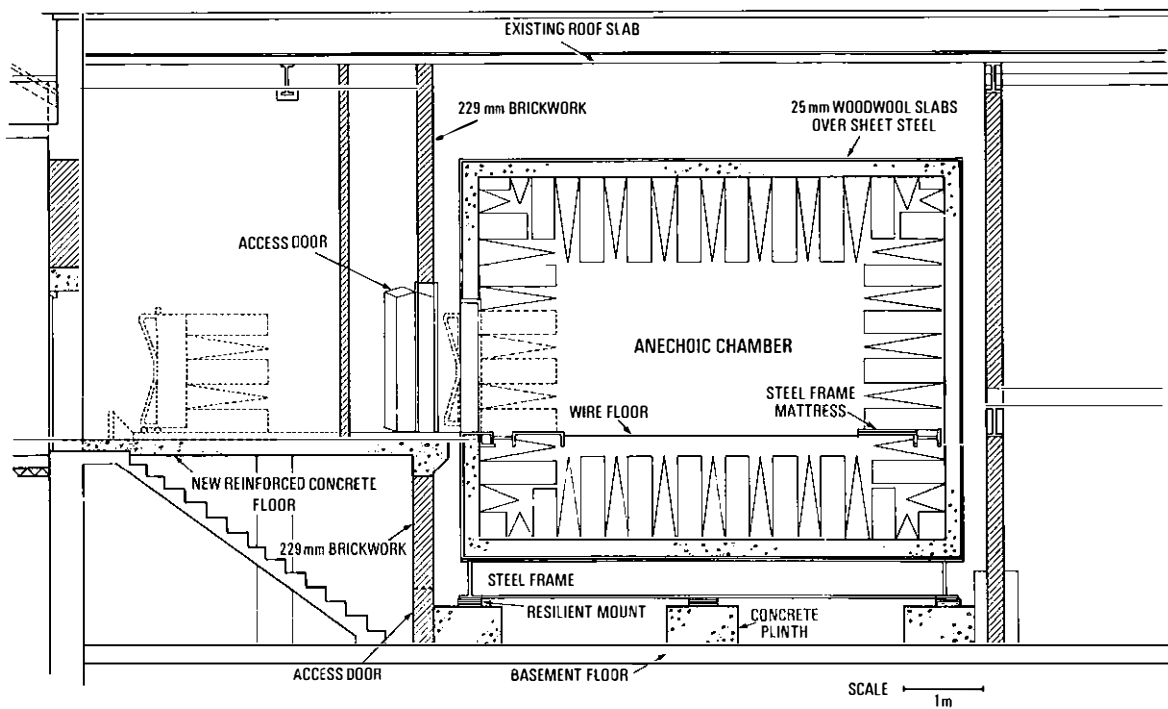 EXISTING ROOF SLAB
229 mm BRICKWORK
25 mm WOODWOOL SLABS
OVER SHEET STEEL
ACCESS DOOR
ANECHOIC CHAMBER
WIRE FLOOR
STEEL FRAME
MATTRESS
NEW REINFORCED CONCRETE
FLOOR
229 mm BRICKWORK
STEEL FRAME
RESILIENT MOUNT
CONCRETE
PLINTH
ACCESS DOOR
BASEMENT FLOOR
SCALE
1m